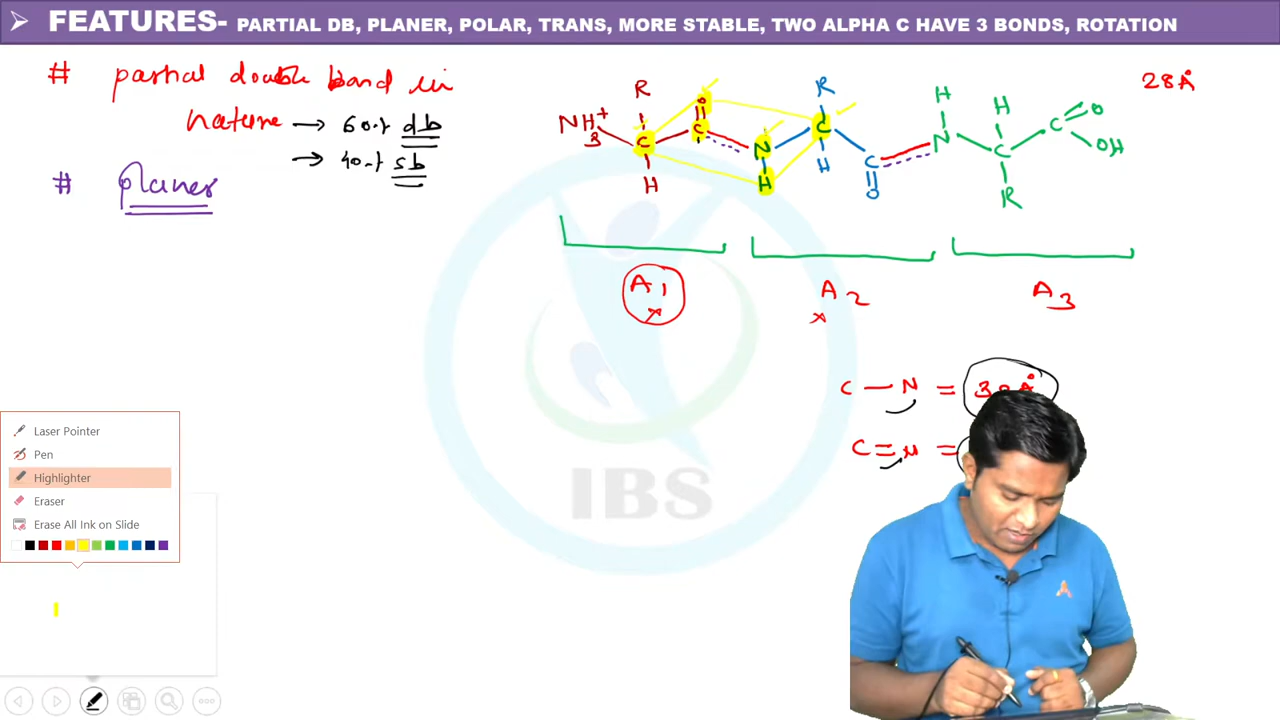 FEATURES- PARTIAL DB, PLANER, POLAR, TRANS, MORE STABLE, TWO ALPHA C HAVE 3 BONDS, ROTATION
# partial double bond in
nature → 60.% db
→ 40.% sb
# planer
28Å
R O R H H O
NH3+ C C N C C N C C OH
H H H O R
A1 A2 A3
x x
C — N =
C = N =
IBS
Laser Pointer
Pen
Highlighter
Eraser
Erase All Ink on Slide